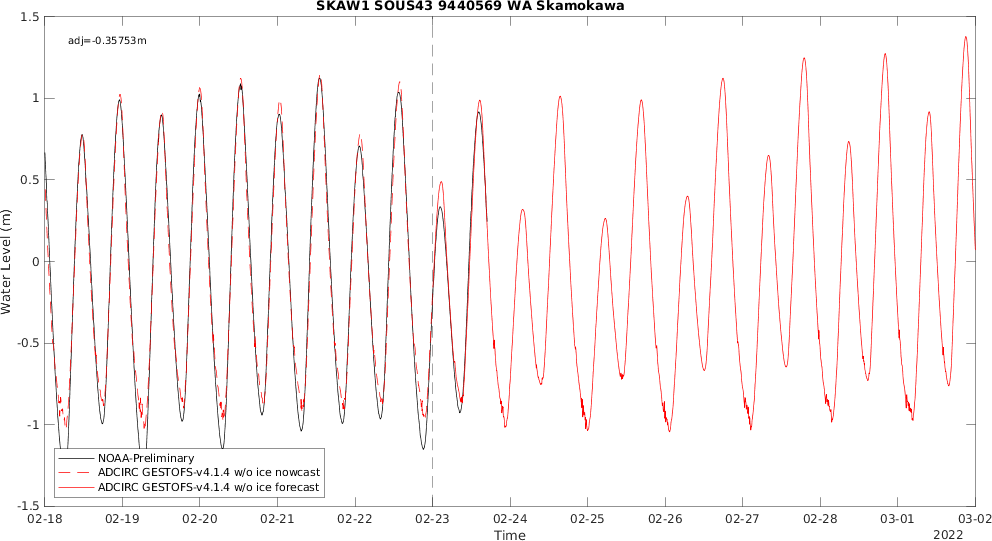 SKAW1 SOUS43 9440569 WA Skamokawa
adj=-0.35753m
1.5
1
0.5
0
-0.5
-1
-1.5
Water Level (m)
NOAA-Preliminary
ADCIRC GESTOFS-v4.1.4 w/o ice nowcast
ADCIRC GESTOFS-v4.1.4 w/o ice forecast
02-18 02-19 02-20 02-21 02-22 02-23 02-24 02-25 02-26 02-27 02-28 03-01 03-02
Time
2022